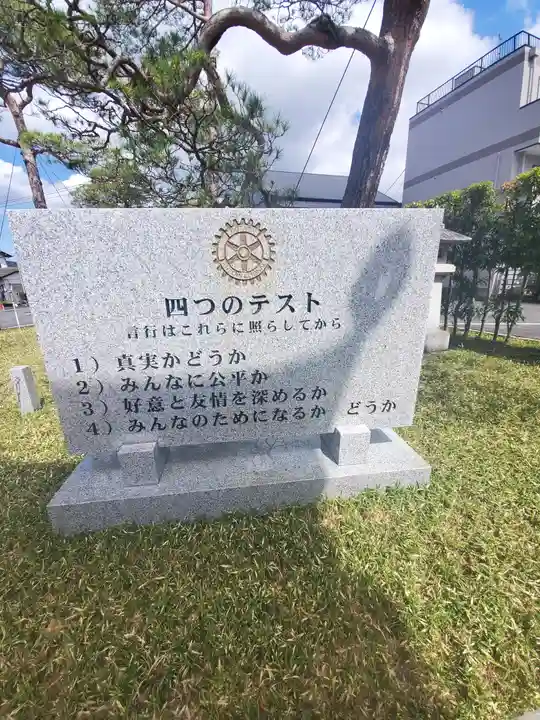 四つのテスト
言行はこれらに照らしてから
1）真実かどうか
2）みんなに公平か
3）好意と友情を深めるか
4）みんなのためになるか　どうか